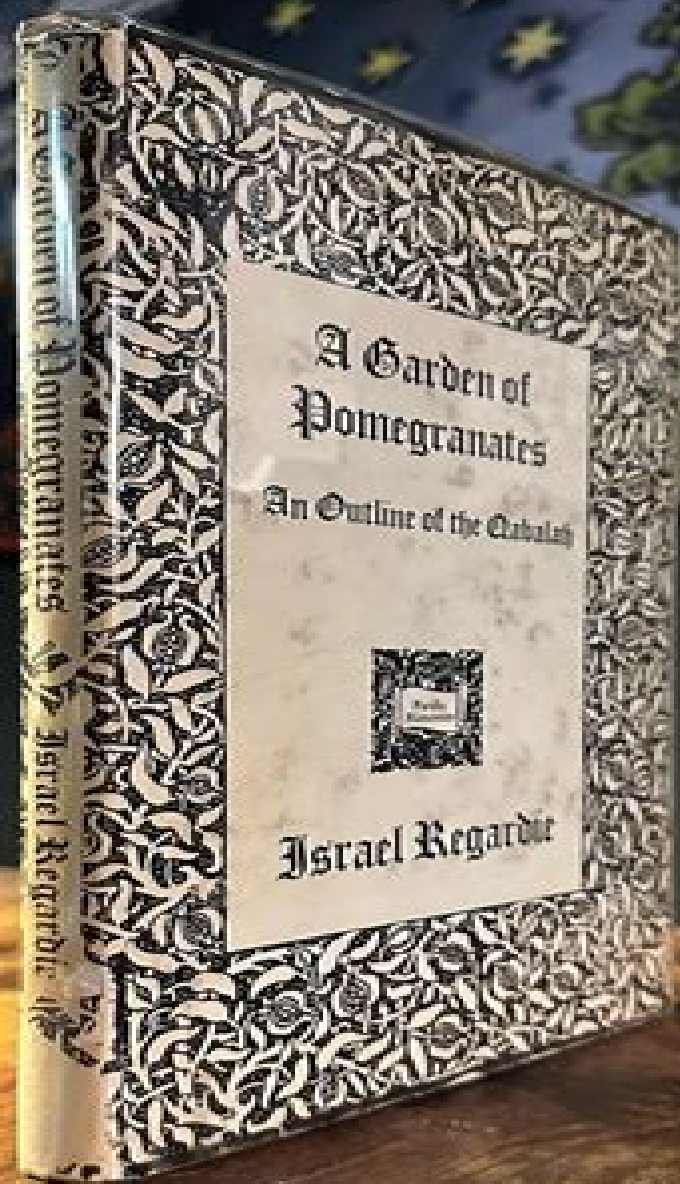 A Garden of
Pomegranates
An Outline of the Qabalah
Israel Regardie
A Garden of Pomegranates Israel Regardie